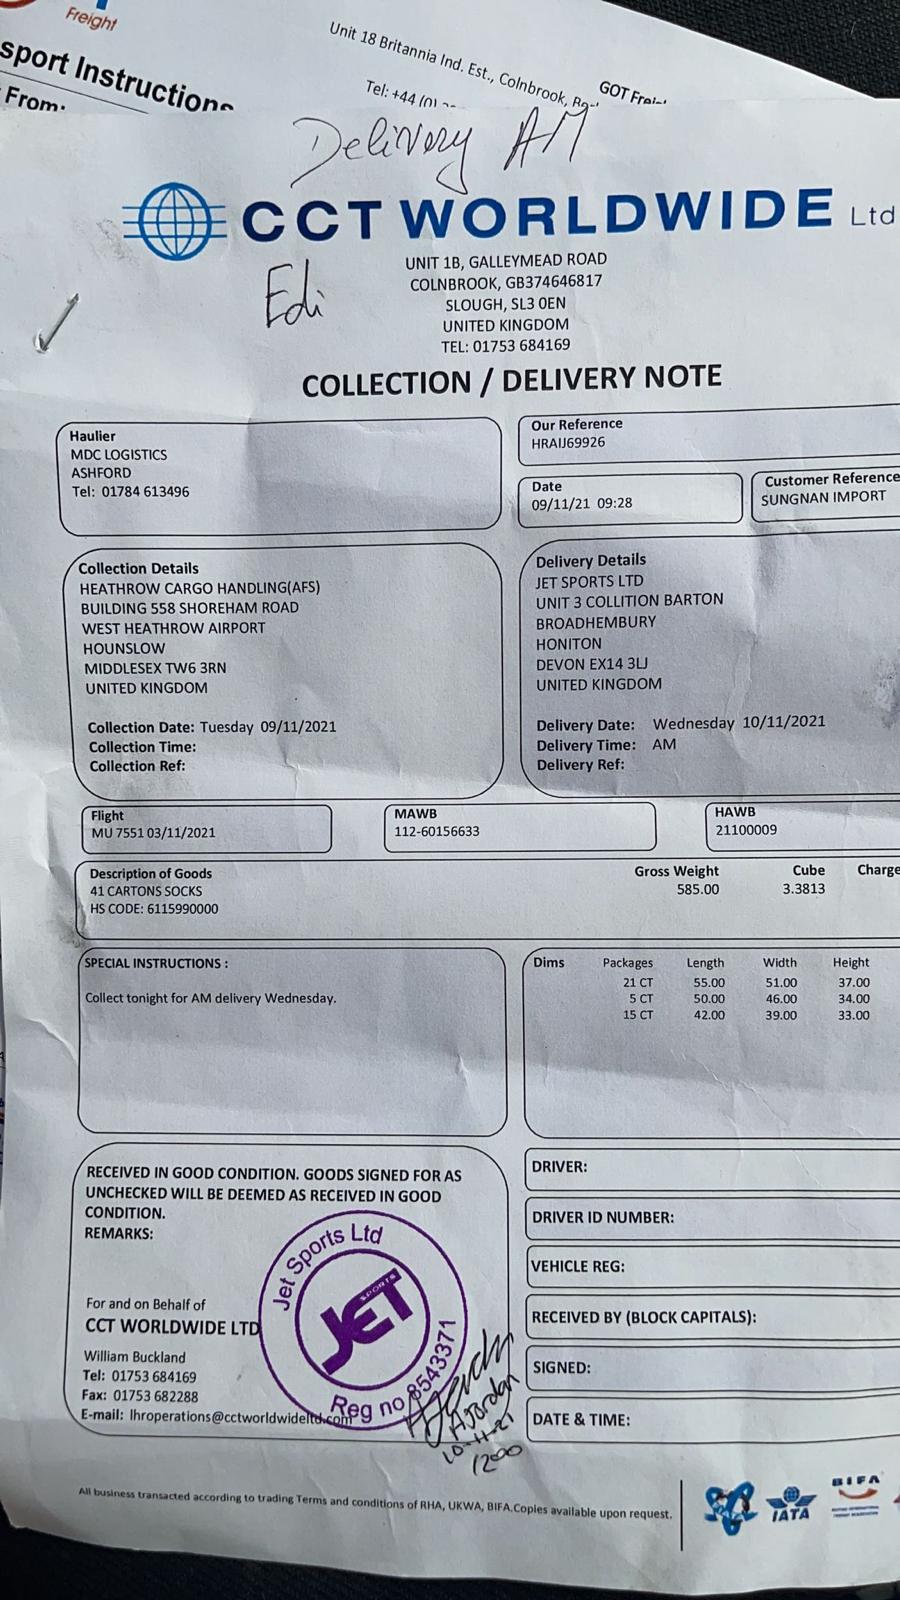 Freight
sport Instructions
From:
Unit 18 Britannia Ind. Est., Colnbrook,
GOT
Tel: +44 (0)
Delivery AM
CCT WORLDWIDE Ltd
UNIT 1B, GALLEYMEAD ROAD
COLNBROOK, GB374646817
SLOUGH, SL3 0EN
UNITED KINGDOM
TEL: 01753 684169
Edi
COLLECTION / DELIVERY NOTE
Haulier
MDC LOGISTICS
ASHFORD
Tel: 01784 613496
Our Reference
HRAIJ69926
Date
09/11/21 09:28
Customer Reference
SUNGNAN IMPORT
Collection Details
HEATHROW CARGO HANDLING(AFS)
BUILDING 558 SHOREHAM ROAD
WEST HEATHROW AIRPORT
HOUNSLOW
MIDDLESEX TW6 3RN
UNITED KINGDOM
Collection Date: Tuesday 09/11/2021
Collection Time:
Collection Ref:
Delivery Details
JET SPORTS LTD
UNIT 3 COLLITION BARTON
BROADHEMBURY
HONITON
DEVON EX14 3LJ
UNITED KINGDOM
Delivery Date: Wednesday 10/11/2021
Delivery Time: AM
Delivery Ref:
Flight
MU 7551 03/11/2021
MAWB
112-60156633
HAWB
21100009
Description of Goods Gross Weight Cube Charge
41 CARTONS SOCKS 585.00 3.3813
HS CODE: 6115990000
SPECIAL INSTRUCTIONS :
Collect tonight for AM delivery Wednesday.
Dims Packages Length Width Height
21 CT 55.00 51.00 37.00
5 CT 50.00 46.00 34.00
15 CT 42.00 39.00 33.00
RECEIVED IN GOOD CONDITION. GOODS SIGNED FOR AS
UNCHECKED WILL BE DEEMED AS RECEIVED IN GOOD
CONDITION.
REMARKS:
For and on Behalf of
CCT WORLDWIDE LTD
William Buckland
Tel: 01753 684169
Fax: 01753 682288
E-mail: lhroperations@cctworldwideltd.com
Jet Sports Ltd
JET SPORTS
Reg no 8543371
A Jordan
10-11-21
1200
DRIVER:
DRIVER ID NUMBER:
VEHICLE REG:
RECEIVED BY (BLOCK CAPITALS):
SIGNED:
DATE & TIME:
All business transacted according to trading Terms and conditions of RHA, UKWA, BIFA.Copies available upon request.
IATA
BIFA